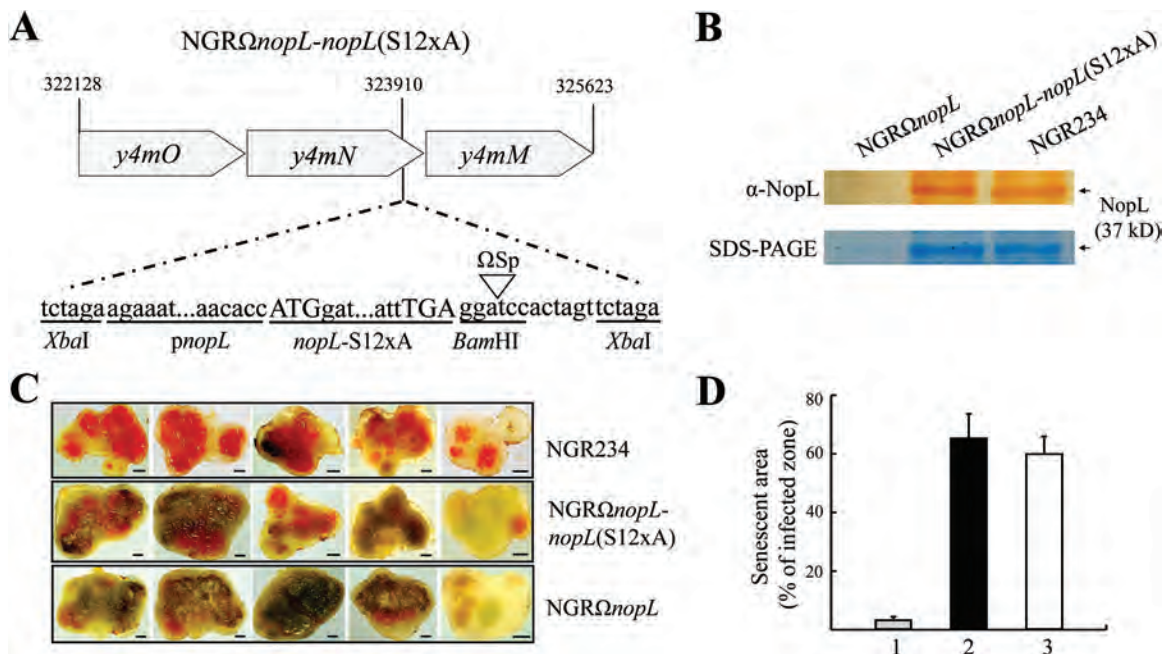 A
NGRΩnopL-nopL(S12xA)
322128
323910
325623
y4mO
y4mN
y4mM
ΩSp
tctaga agaaat...aacacc ATGgat...attTGA ggatccactagt tctaga
XbaI
pnopL
nopL-S12xA
BamHI
XbaI
B
NGRΩnopL
NGRΩnopL-nopL(S12xA)
NGR234
α-NopL
SDS-PAGE
NopL
(37 kD)
C
NGR234
NGRΩnopL-
nopL(S12xA)
NGRΩnopL
D
Senescent area
(% of infected zone)
80
60
40
20
1
2
3